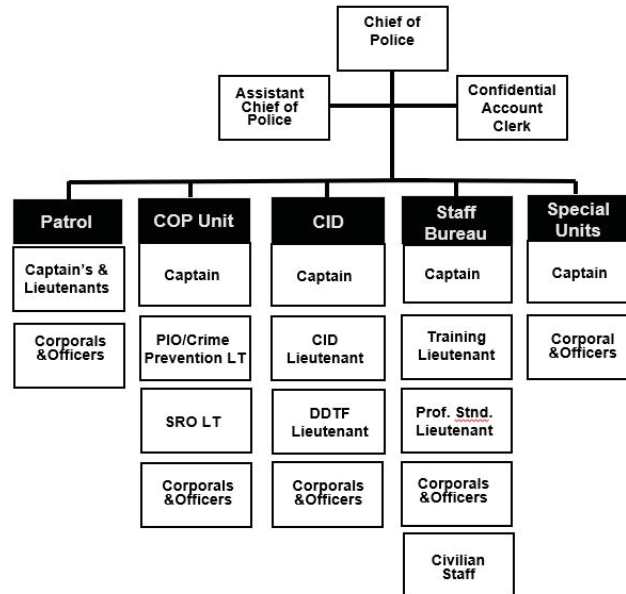 Chief of
Police
Assistant
Chief of
Police
Confidential
Account
Clerk
Patrol
COP Unit
CID
Staff
Bureau
Special
Units
Captain's &
Lieutenants
Captain
Captain
Captain
Captain
Corporals
&Officers
PIO/Crime
Prevention LT
CID
Lieutenant
Training
Lieutenant
Corporal
&Officers
SRO LT
DDTF
Lieutenant
Prof. Stnd.
Lieutenant
Corporals
&Officers
Corporals
&Officers
Corporals
&Officers
Civilian
Staff